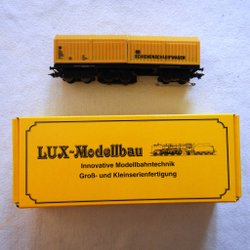 SCHIENENSCHLEIFWAGEN
LUX-Modellbau
Innovative Modellbahntechnik
Groß- und Kleinserienfertigung